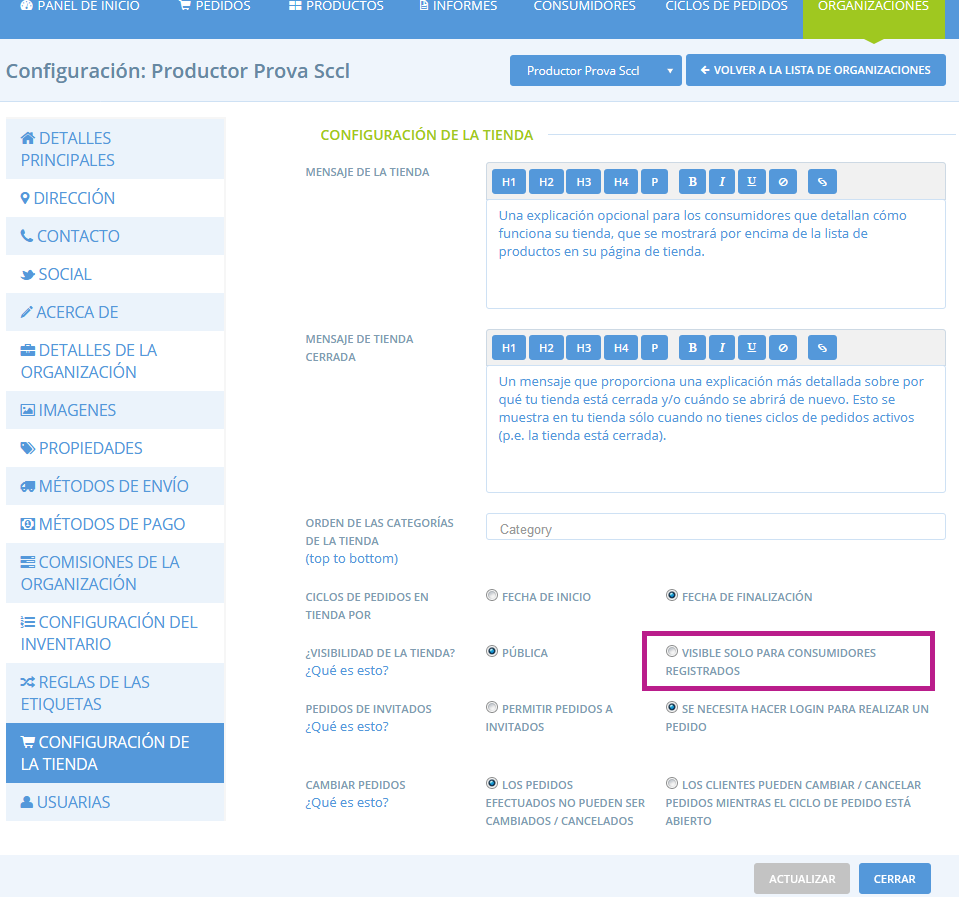 PANEL DE INICIO PEDIDOS PRODUCTOS INFORMES CONSUMIDORES CICLOS DE PEDIDOS ORGANIZACIONES
Configuración: Productor Prova Sccl
Productor Prova Sccl
VOLVER A LA LISTA DE ORGANIZACIONES
DETALLES
PRINCIPALES
DIRECCIÓN
CONTACTO
SOCIAL
ACERCA DE
DETALLES DE LA
ORGANIZACIÓN
IMAGENES
PROPIEDADES
MÉTODOS DE ENVÍO
MÉTODOS DE PAGO
COMISIONES DE LA
ORGANIZACIÓN
CONFIGURACIÓN DEL
INVENTARIO
REGLAS DE LAS
ETIQUETAS
CONFIGURACIÓN DE
LA TIENDA
USUARIAS
CONFIGURACIÓN DE LA TIENDA
MENSAJE DE LA TIENDA
H1 H2 H3 H4 P B I U
Una explicación opcional para los consumidores que detallan cómo
funciona su tienda, que se mostrará por encima de la lista de
productos en su página de tienda.
MENSAJE DE TIENDA
CERRADA
H1 H2 H3 H4 P B I U
Un mensaje que proporciona una explicación más detallada sobre por
qué tu tienda está cerrada y/o cuándo se abrirá de nuevo. Esto se
muestra en tu tienda sólo cuando no tienes ciclos de pedidos activos
(p.e. la tienda está cerrada).
ORDEN DE LAS CATEGORÍAS
DE LA TIENDA
(top to bottom)
Category
CICLOS DE PEDIDOS EN
TIENDA POR
FECHA DE INICIO
FECHA DE FINALIZACIÓN
¿VISIBILIDAD DE LA TIENDA?
¿Qué es esto?
PÚBLICA
VISIBLE SOLO PARA CONSUMIDORES
REGISTRADOS
PEDIDOS DE INVITADOS
¿Qué es esto?
PERMITIR PEDIDOS A
INVITADOS
SE NECESITA HACER LOGIN PARA REALIZAR UN
PEDIDO
CAMBIAR PEDIDOS
¿Qué es esto?
LOS PEDIDOS
EFECTUADOS NO PUEDEN SER
CAMBIADOS / CANCELADOS
LOS CLIENTES PUEDEN CAMBIAR / CANCELAR
PEDIDOS MIENTRAS EL CICLO DE PEDIDO ESTÁ
ABIERTO
ACTUALIZAR
CERRAR